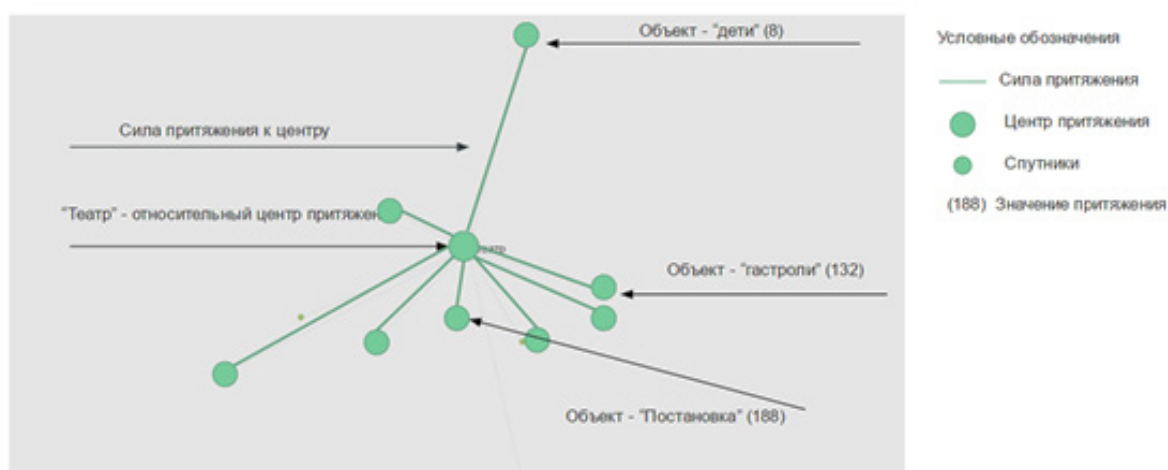 Объект - "дети" (8)
Условные обозначения
Сила притяжения
Сила притяжения к центру
Центр притяжения
Спутники
"Театр" - относительный центр притяжен
(188) Значение притяжения
Объект - "гастроли" (132)
Объект - "Постановка" (188)